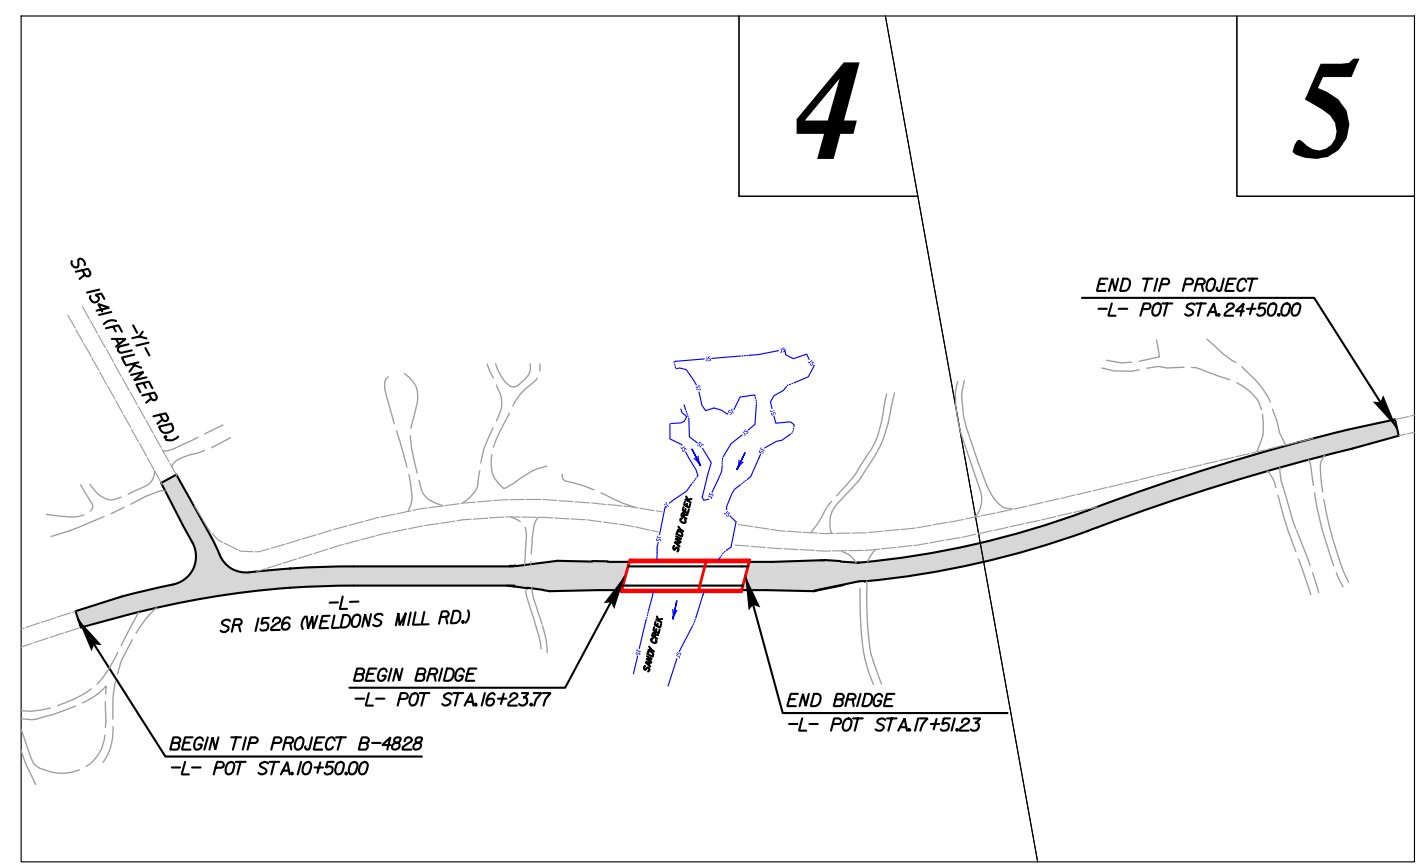 4
5
END TIP PROJECT
-L- POT STA.24+50.00
SR 1541 (FAULKNER RD.)
-Y1-
SANDY CREEK
-L-
SR 1526 (WELDONS MILL RD.)
SANDY CREEK
BEGIN BRIDGE
-L- POT STA.16+23.77
END BRIDGE
-L- POT STA.17+51.23
BEGIN TIP PROJECT B-4828
-L- POT STA.10+50.00